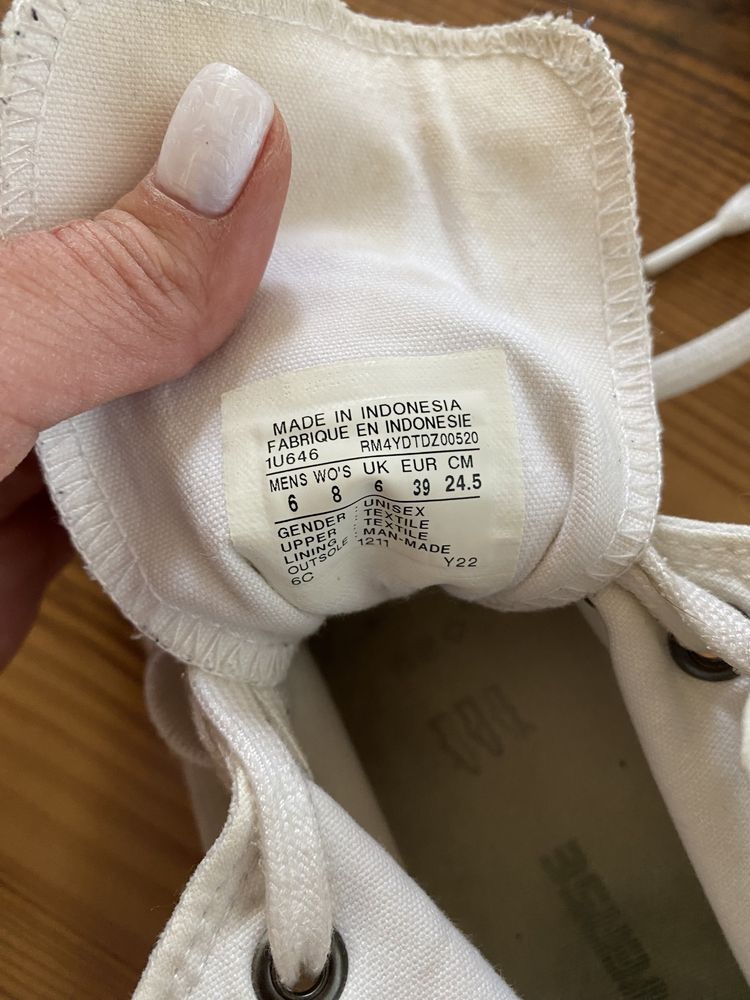 MADE IN INDONESIA
FABRIQUE EN INDONESIE
1U646 RM4YDTDZ00520
MENS WO'S UK EUR CM
6 8 6 39 24.5
GENDER : UNISEX
UPPER : TEXTILE
LINING : TEXTILE
OUTSOLE : MAN-MADE
6C 1211 Y22